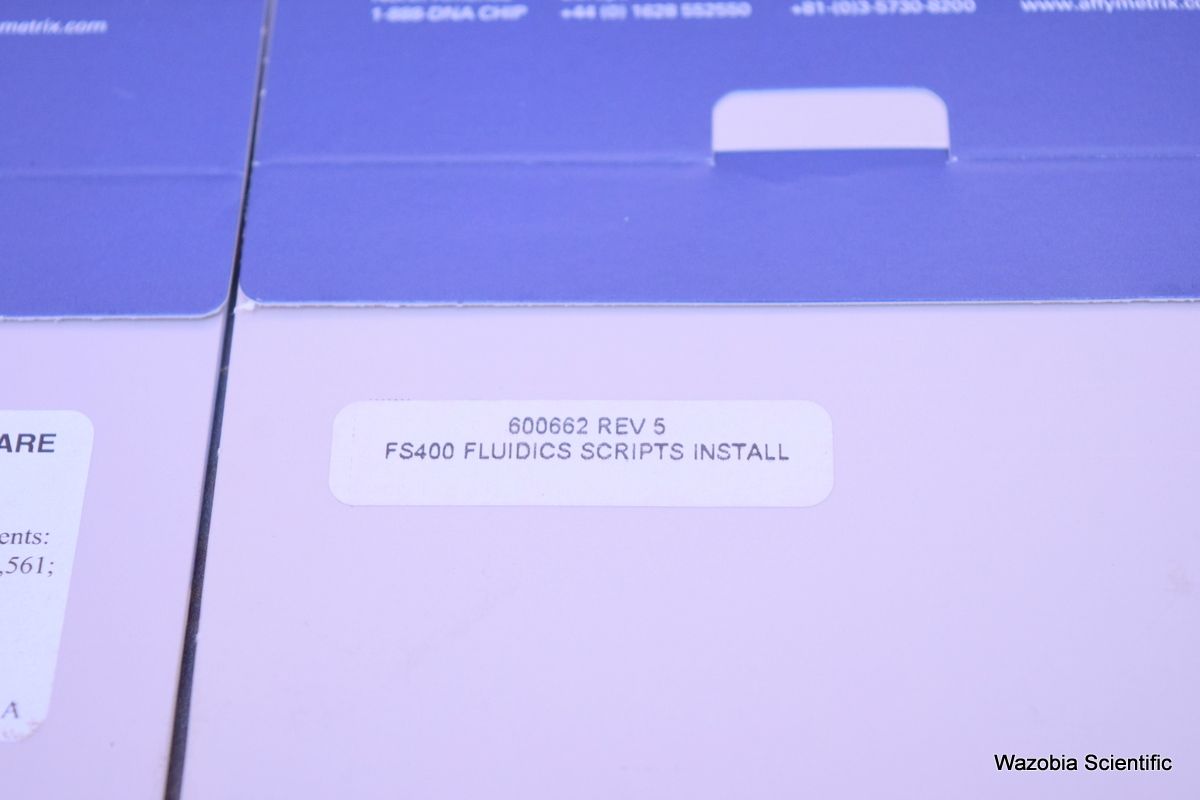 1-888-DNA CHIP +44 (0) 1628 552550 +81-(0)3-5730-8200 www.affymetrix.co
metrix.com
600662 REV 5
FS400 FLUIDICS SCRIPTS INSTALL
ARE
ents:
,561;
A
Wazobia Scientific